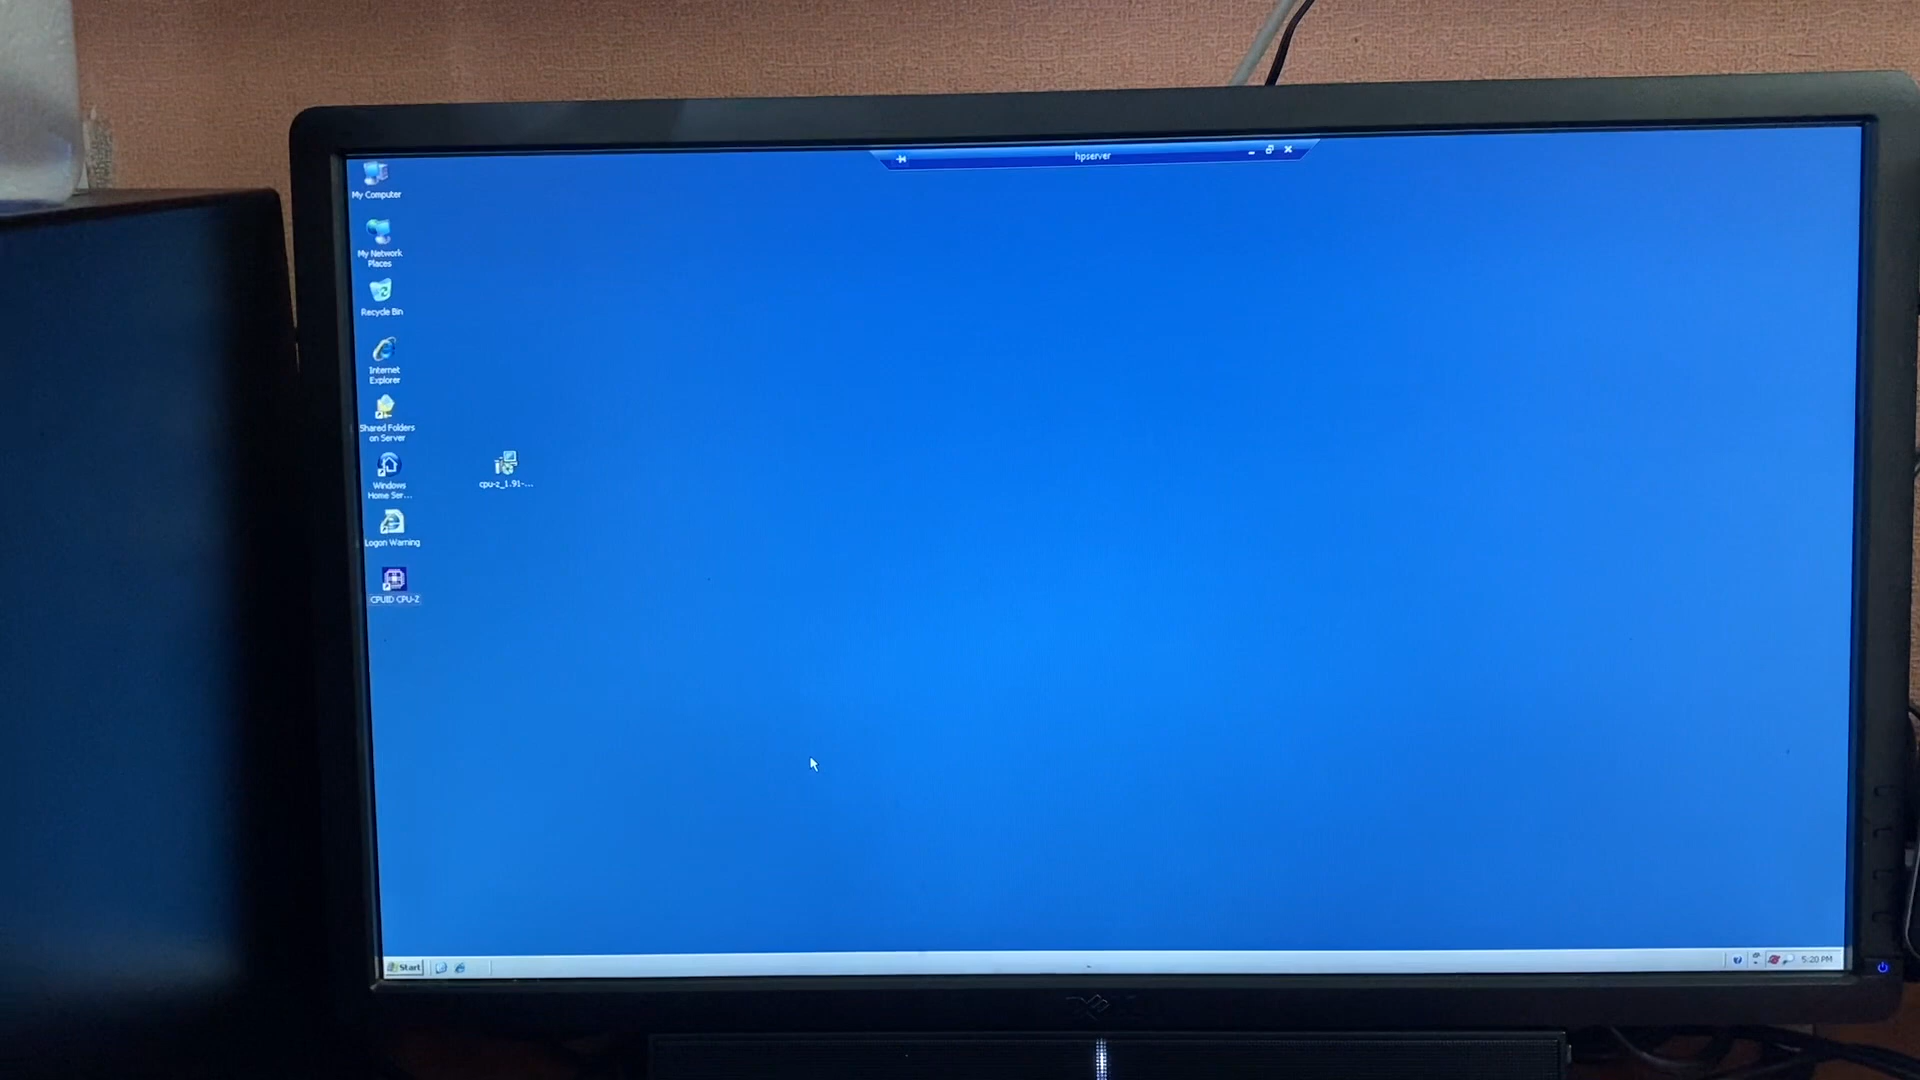 hpserver
My Computer
My Network
Places
Recycle Bin
Internet
Explorer
Shared Folders
on Server
Windows
Home Ser...
cpu-z_1.91-...
Logon Warning
CPUID CPU-Z
Start
5:20 PM
DELL